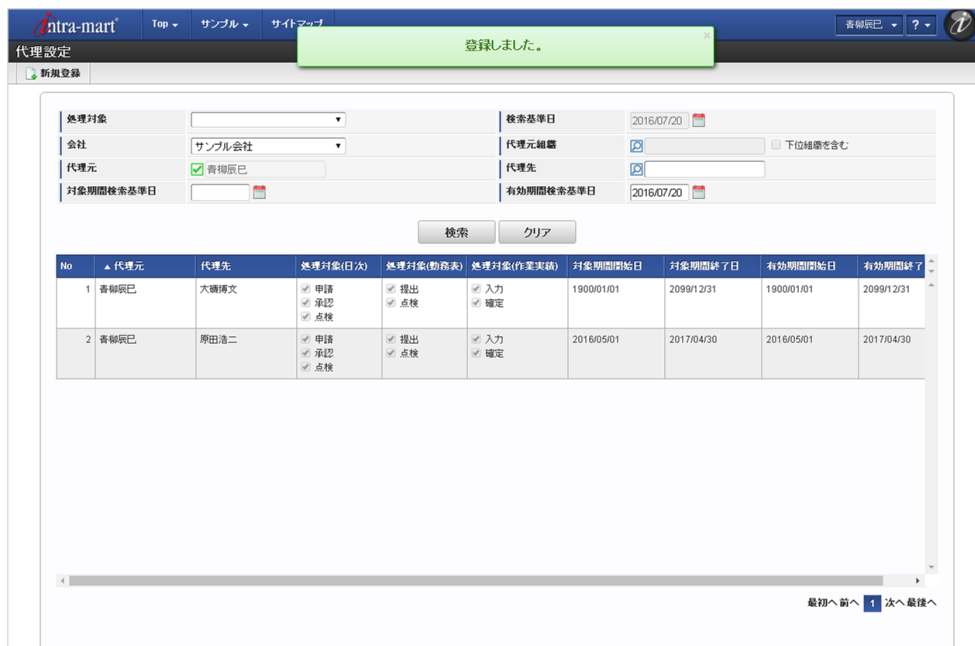 intra-mart® Top サンプル サイトマップ 青柳辰巳 ?
登録しました。 ×
代理設定
新規登録
処理対象 検索基準日 2016/07/20
会社 サンプル会社 代理元組織 下位組織を含む
代理元 青柳辰巳 代理先
対象期間検索基準日 有効期間検索基準日 2016/07/20
検索 クリア
No ▲代理元 代理先 処理対象(日次) 処理対象(勤務表) 処理対象(作業実績) 対象期間開始日 対象期間終了日 有効期間開始日 有効期間終了
1 青柳辰巳 大磯博文 申請 提出 入力 1900/01/01 2099/12/31 1900/01/01 2099/12/31
承認 点検 確定
点検
2 青柳辰巳 原田浩二 申請 提出 入力 2016/05/01 2017/04/30 2016/05/01 2017/04/30
承認 点検 確定
点検
最初へ 前へ 1 次へ 最後へ